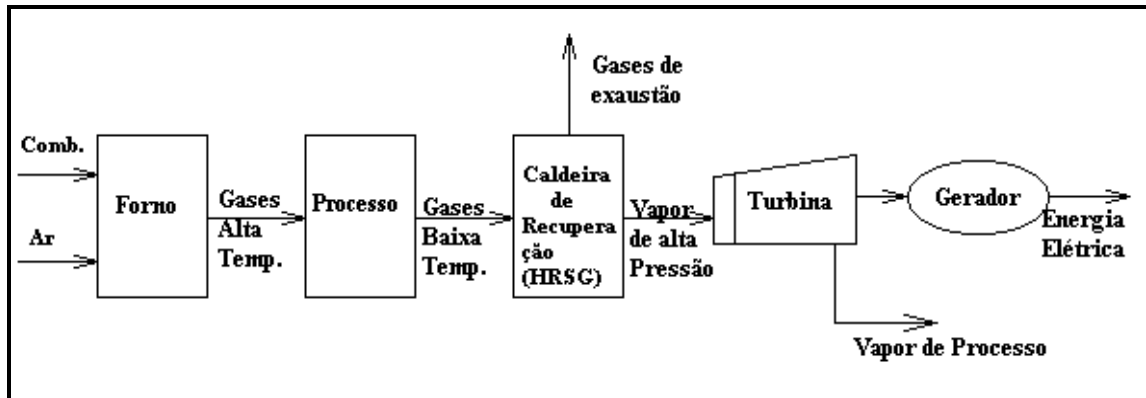 Comb.
Ar
Forno
Gases
Alta
Temp.
Processo
Gases
Baixa
Temp.
Gases de
exaustão
Caldeira
de
Recupera
ção
(HRSG)
Vapor
de alta
Pressão
Turbina
Vapor de Processo
Gerador
Energia
Elétrica